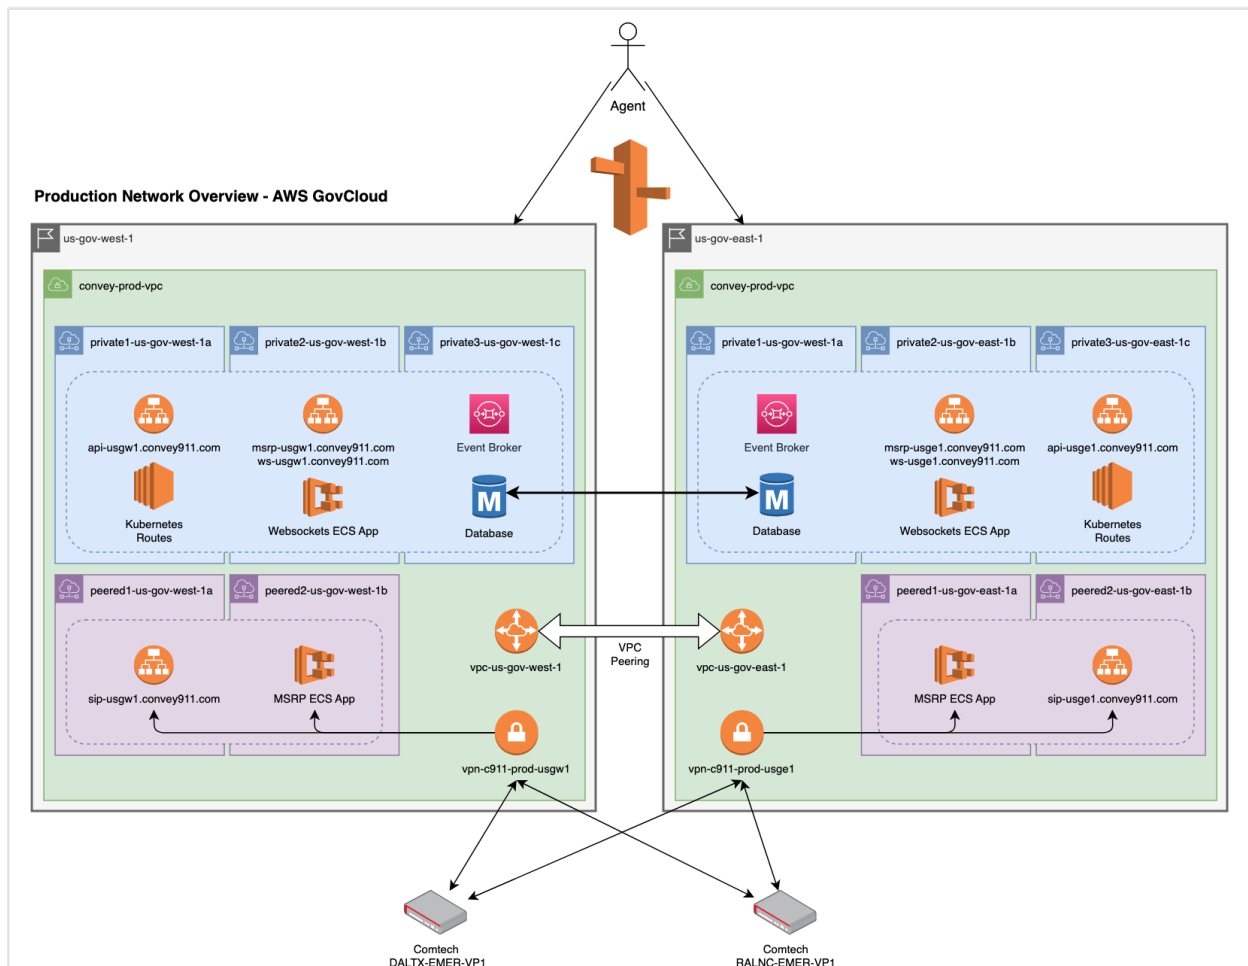 Agent
Production Network Overview - AWS GovCloud
us-gov-west-1
us-gov-east-1
convey-prod-vpc
convey-prod-vpc
private1-us-gov-west-1a
private2-us-gov-west-1b
private3-us-gov-west-1c
private1-us-gov-west-1a
private2-us-gov-east-1b
private3-us-gov-east-1c
api-usgw1.convey911.com
msrp-usgw1.convey911.com
ws-usgw1.convey911.com
Event Broker
Event Broker
msrp-usge1.convey911.com
ws-usge1.convey911.com
api-usge1.convey911.com
M
M
Kubernetes
Routes
Websockets ECS App
Database
Database
Websockets ECS App
Kubernetes
Routes
peered1-us-gov-west-1a
peered2-us-gov-west-1b
peered1-us-gov-east-1a
peered2-us-gov-east-1b
VPC
Peering
vpc-us-gov-west-1
vpc-us-gov-east-1
sip-usgw1.convey911.com
MSRP ECS App
MSRP ECS App
sip-usge1.convey911.com
vpn-c911-prod-usgw1
vpn-c911-prod-usge1
Comtech
DALTX-EMER-VP1
Comtech
RALNC-EMER-VP1